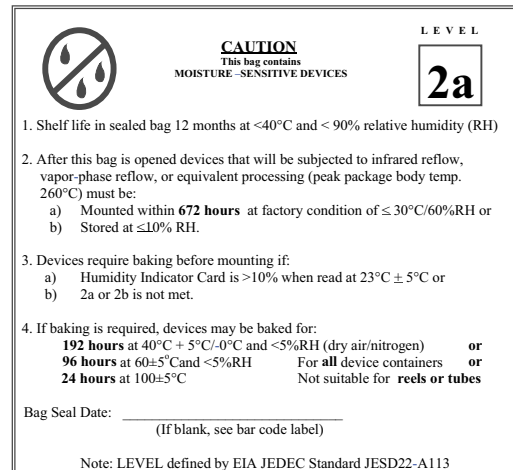 L E V E L
CAUTION
This bag contains
MOISTURE –SENSITIVE DEVICES
2a
1. Shelf life in sealed bag 12 months at <40°C and < 90% relative humidity (RH)
2. After this bag is opened devices that will be subjected to infrared reflow,
vapor-phase reflow, or equivalent processing (peak package body temp.
260°C) must be:
a) Mounted within 672 hours at factory condition of ≤ 30°C/60%RH or
b) Stored at ≤10% RH.
3. Devices require baking before mounting if:
a) Humidity Indicator Card is >10% when read at 23°C ± 5°C or
b) 2a or 2b is not met.
4. If baking is required, devices may be baked for:
192 hours at 40°C + 5°C/-0°C and <5%RH (dry air/nitrogen) or
96 hours at 60±5°Cand <5%RH For all device containers or
24 hours at 100±5°C Not suitable for reels or tubes
Bag Seal Date: ______________________________
(If blank, see bar code label)
Note: LEVEL defined by EIA JEDEC Standard JESD22-A113